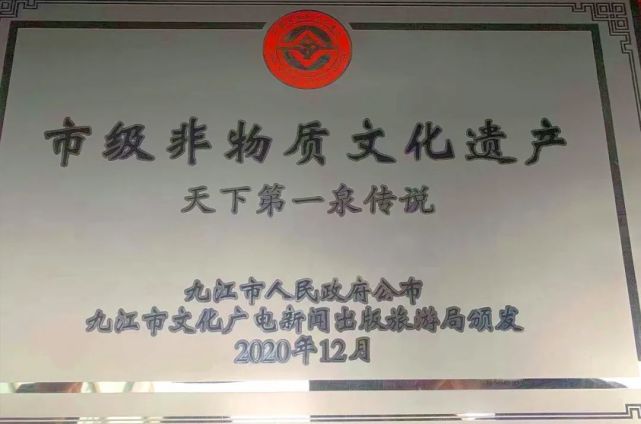 市级非物质文化遗产
天下第一泉传说
九江市人民政府公布
九江市文化广电新闻出版旅游局颁发
2020年12月